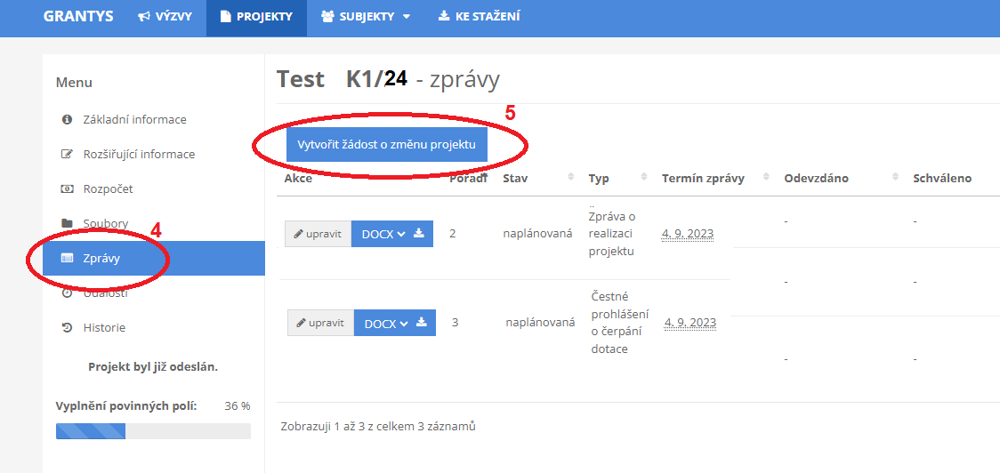 GRANTYS VÝZVY PROJEKTY SUBJEKTY KE STAŽENÍ
Menu
Základní informace
Rozšiřující informace
Rozpočet
Soubory
4
Zprávy
Události
Historie
Projekt byl již odeslán.
Vyplnění povinných polí: 36 %
Test K1/24 - zprávy
5
Vytvořit žádost o změnu projektu
Akce Pořadí Stav Typ Termín zprávy Odevzdáno Schváleno
upravit DOCX 2 naplánovaná Zpráva o realizaci projektu 4. 9. 2023 - -
- -
upravit DOCX 3 naplánovaná Čestné prohlášení o čerpání dotace 4. 9. 2023
- -
Zobrazuji 1 až 3 z celkem 3 záznamů